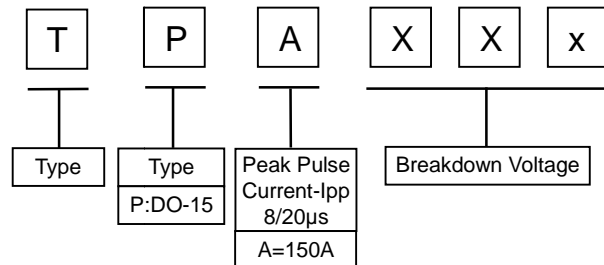 T P A X X x
Type
Type
P:DO-15
Peak Pulse
Current-Ipp
8/20µs
A=150A
Breakdown Voltage